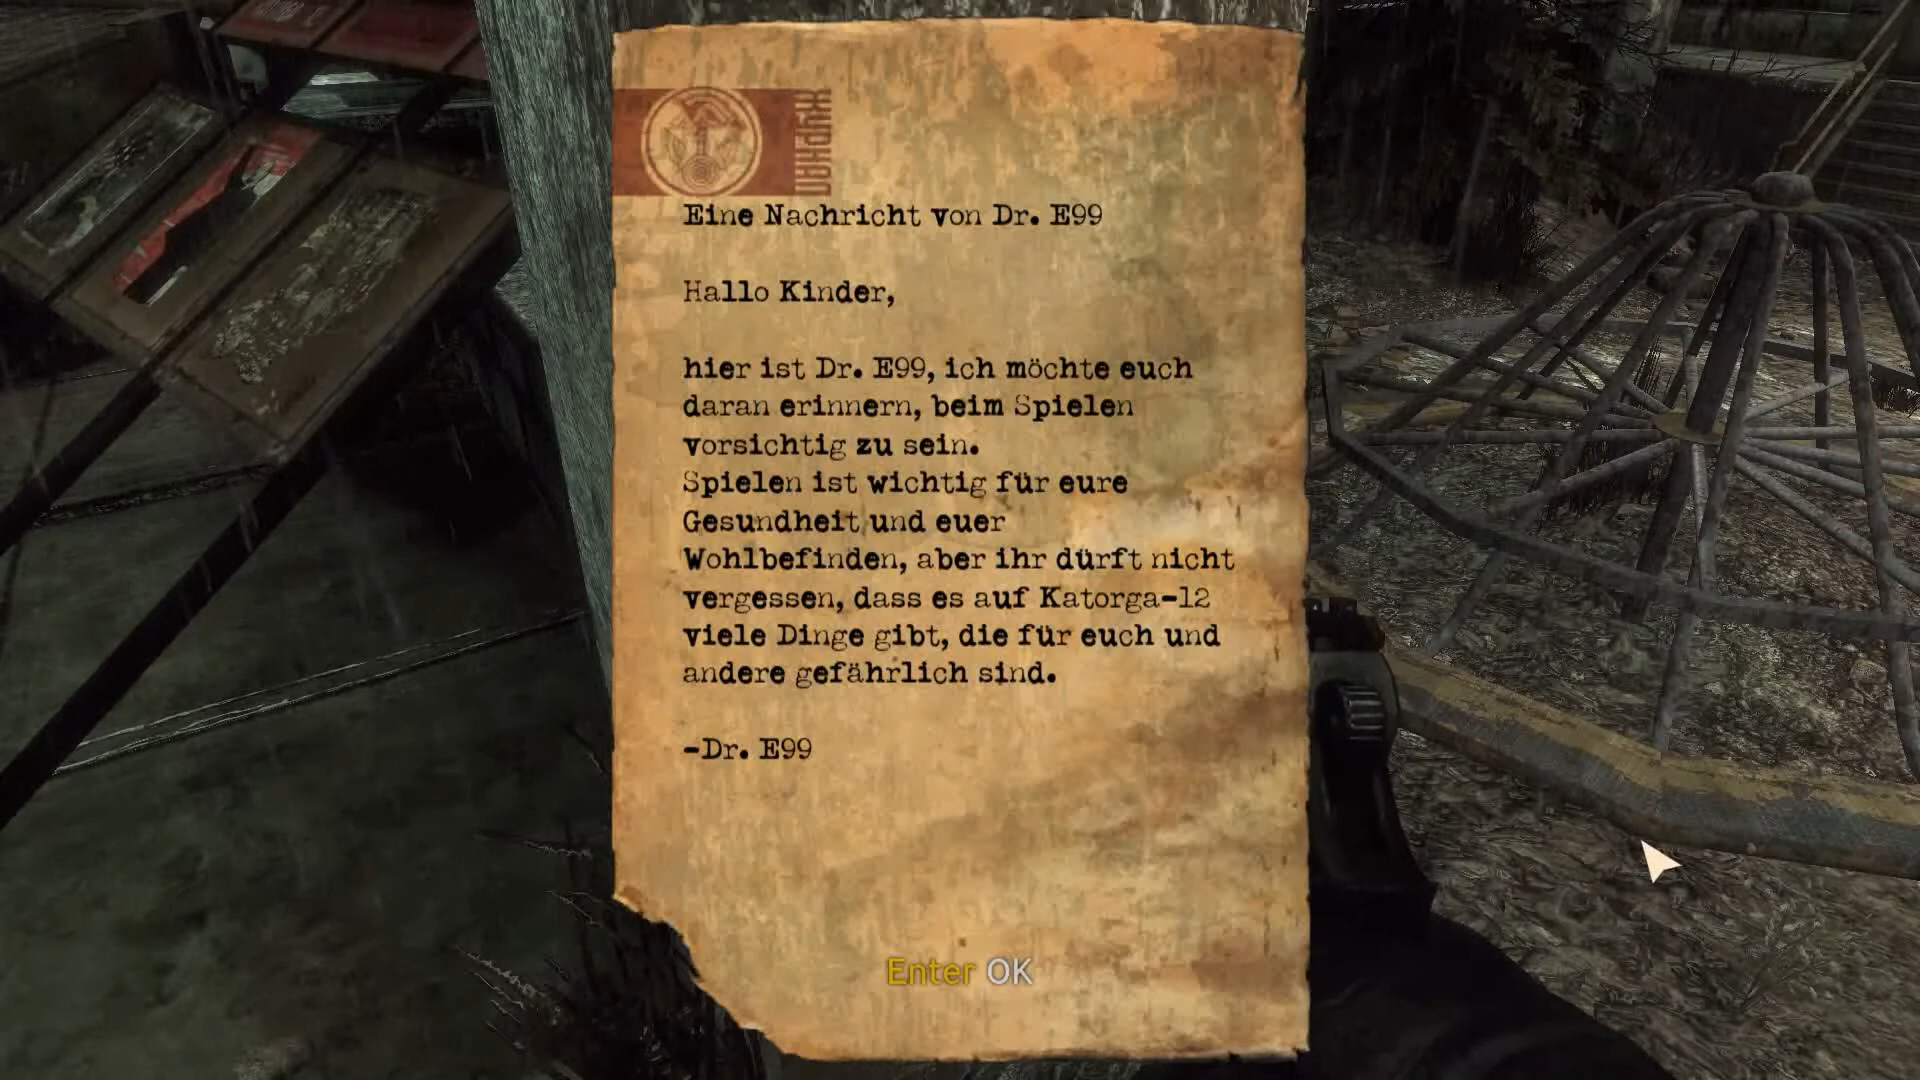 журнал
Eine Nachricht von Dr. E99
Hallo Kinder,
hier ist Dr. E99, ich möchte euch
daran erinnern, beim Spielen
vorsichtig zu sein.
Spielen ist wichtig für eure
Gesundheit und euer
Wohlbefinden, aber ihr dürft nicht
vergessen, dass es auf Katorga-12
viele Dinge gibt, die für euch und
andere gefährlich sind.
-Dr. E99
Enter OK